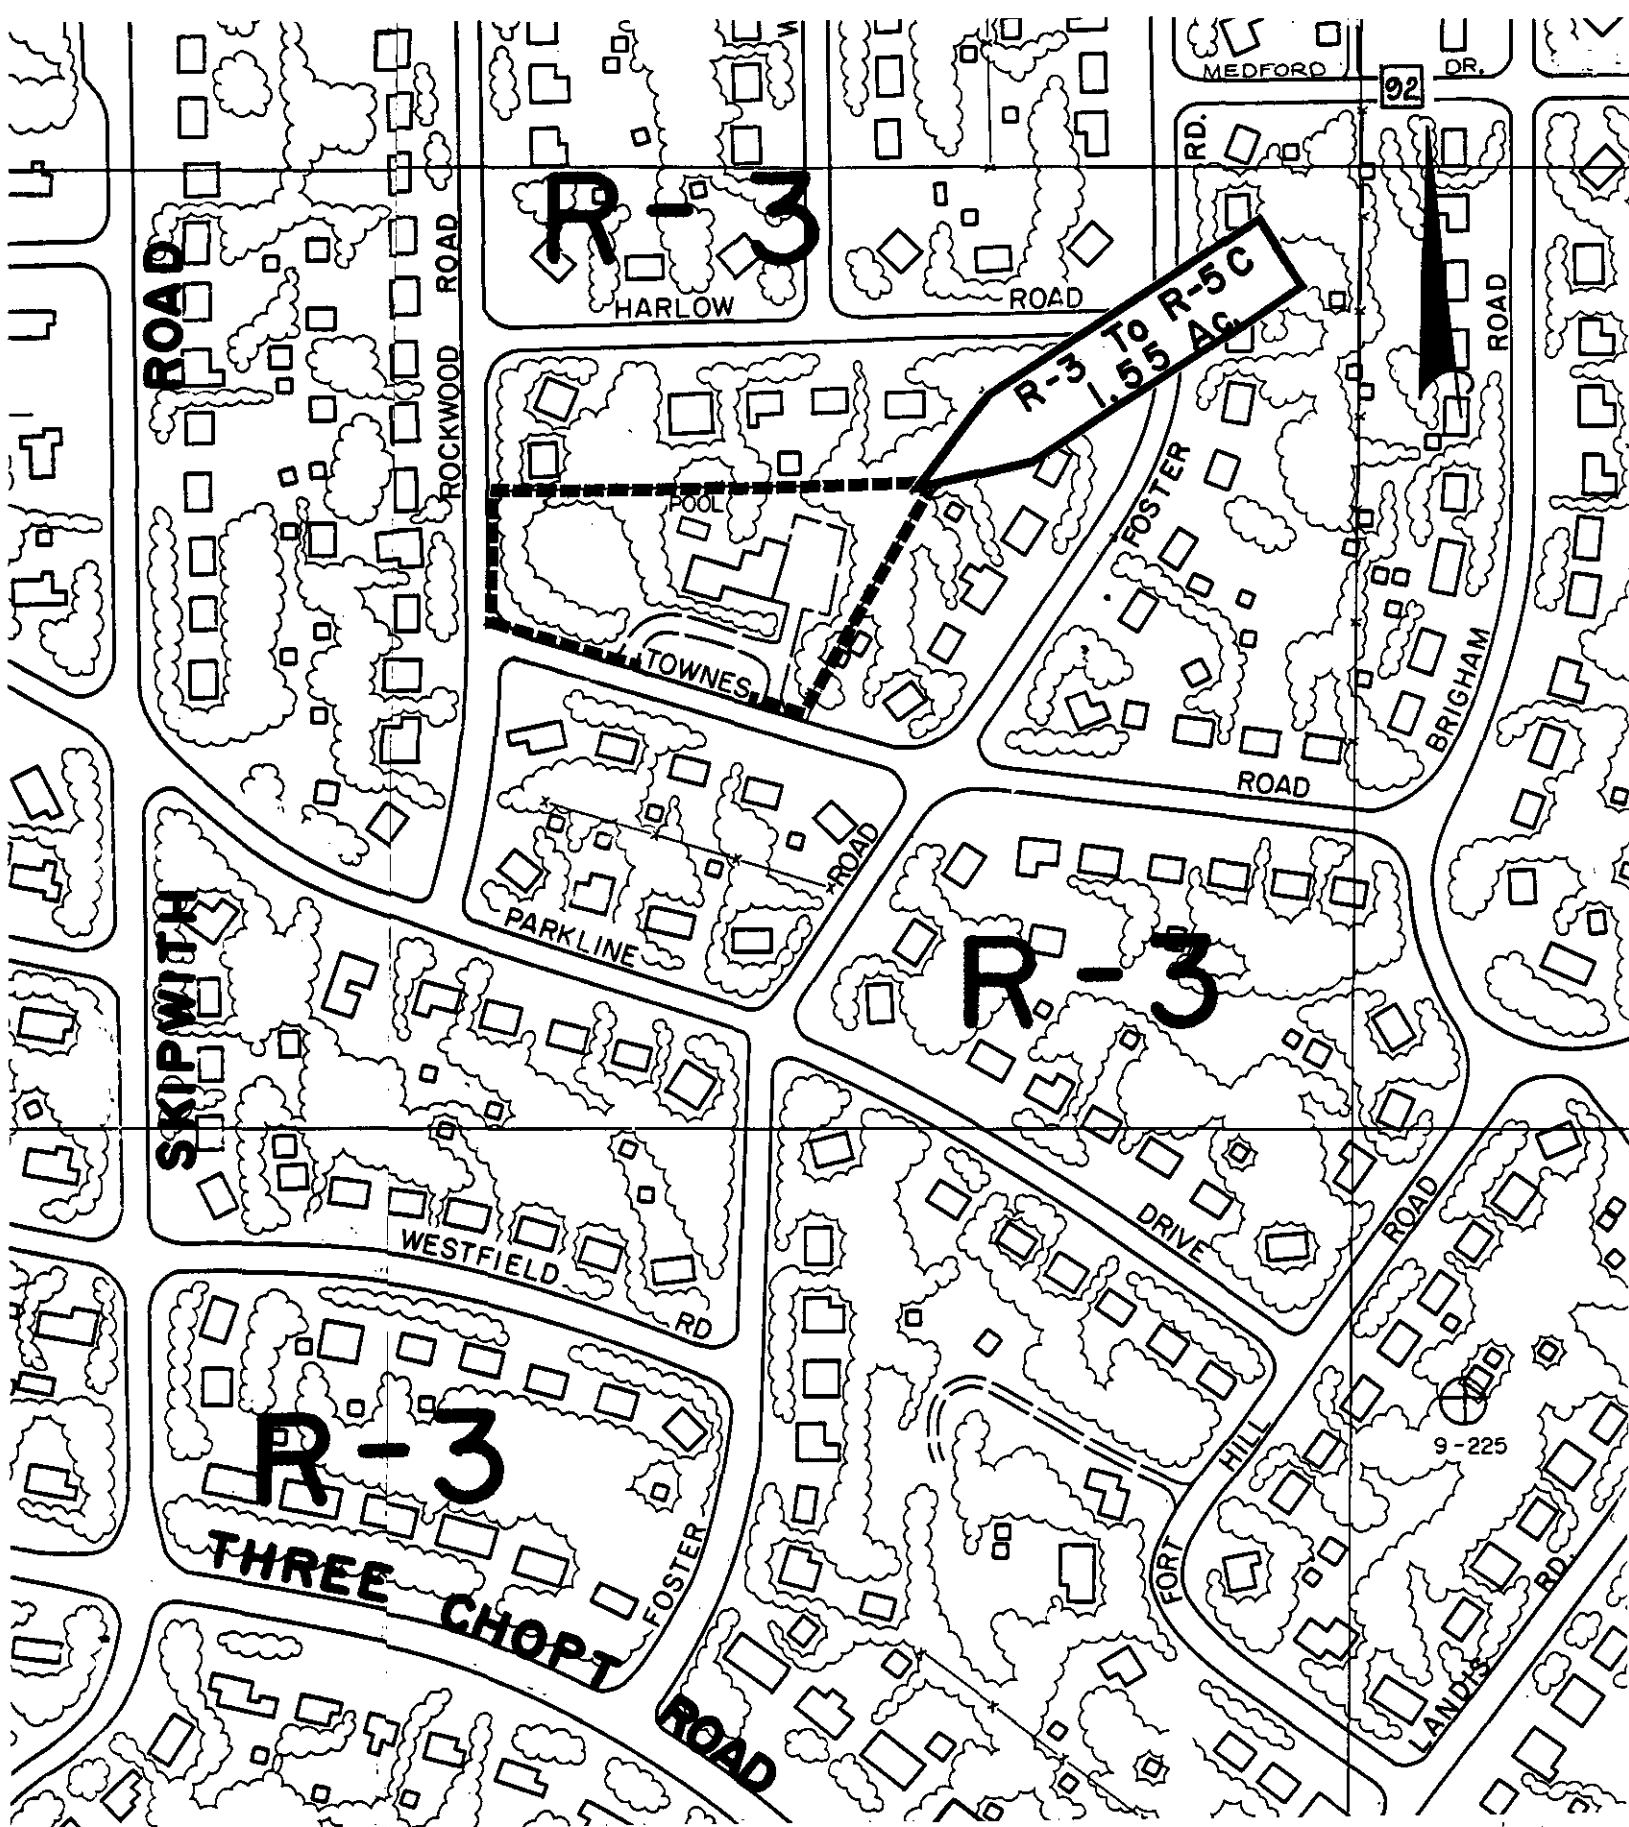 W
MEDFORD
DR.
92
RD.
R-3
ROAD
ROAD
HARLOW
ROAD
ROAD
R-3 To R-5C
1.55 Ac.
ROCKWOOD
POOL
FOSTER
TOWNES
BRIGHAM
ROAD
ROAD
PARKLINE
SKIPWITH
R-3
DRIVE
ROAD
WESTFIELD
RD
R-3
HILL
9-225
THREE CHOPT
FOSTER
FORT
RD.
LANDIS
ROAD